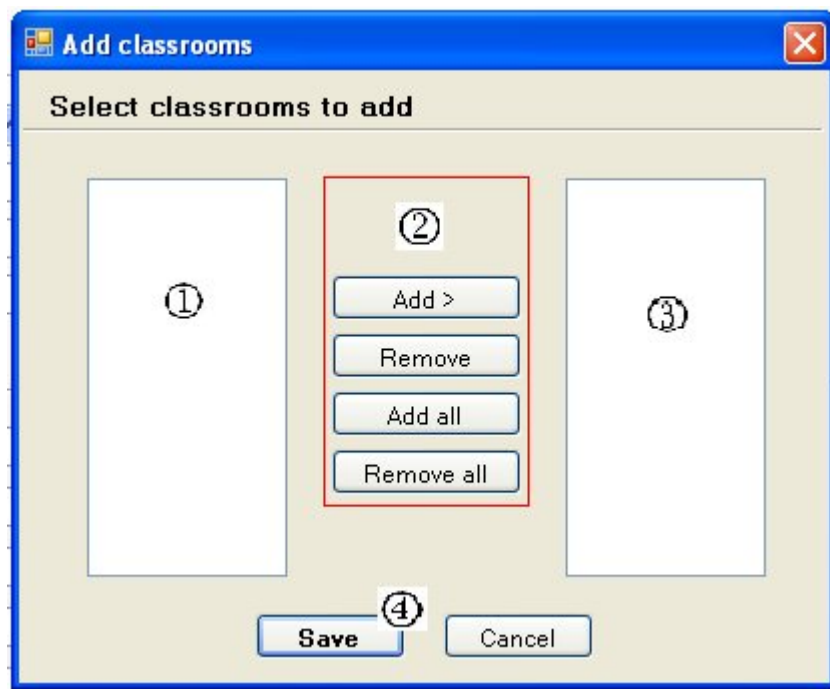 Add classrooms
Select classrooms to add
①
②
Add >
Remove
Add all
Remove all
③
④
Save
Cancel